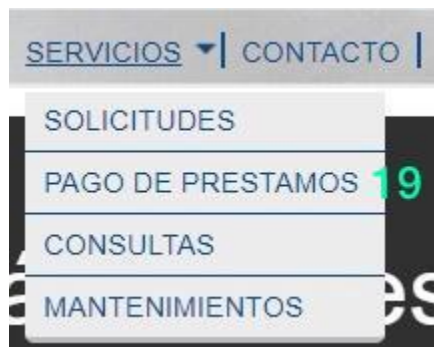 SERVICIOS CONTACTO
SOLICITUDES
PAGO DE PRESTAMOS 19
CONSULTAS
MANTENIMIENTOS